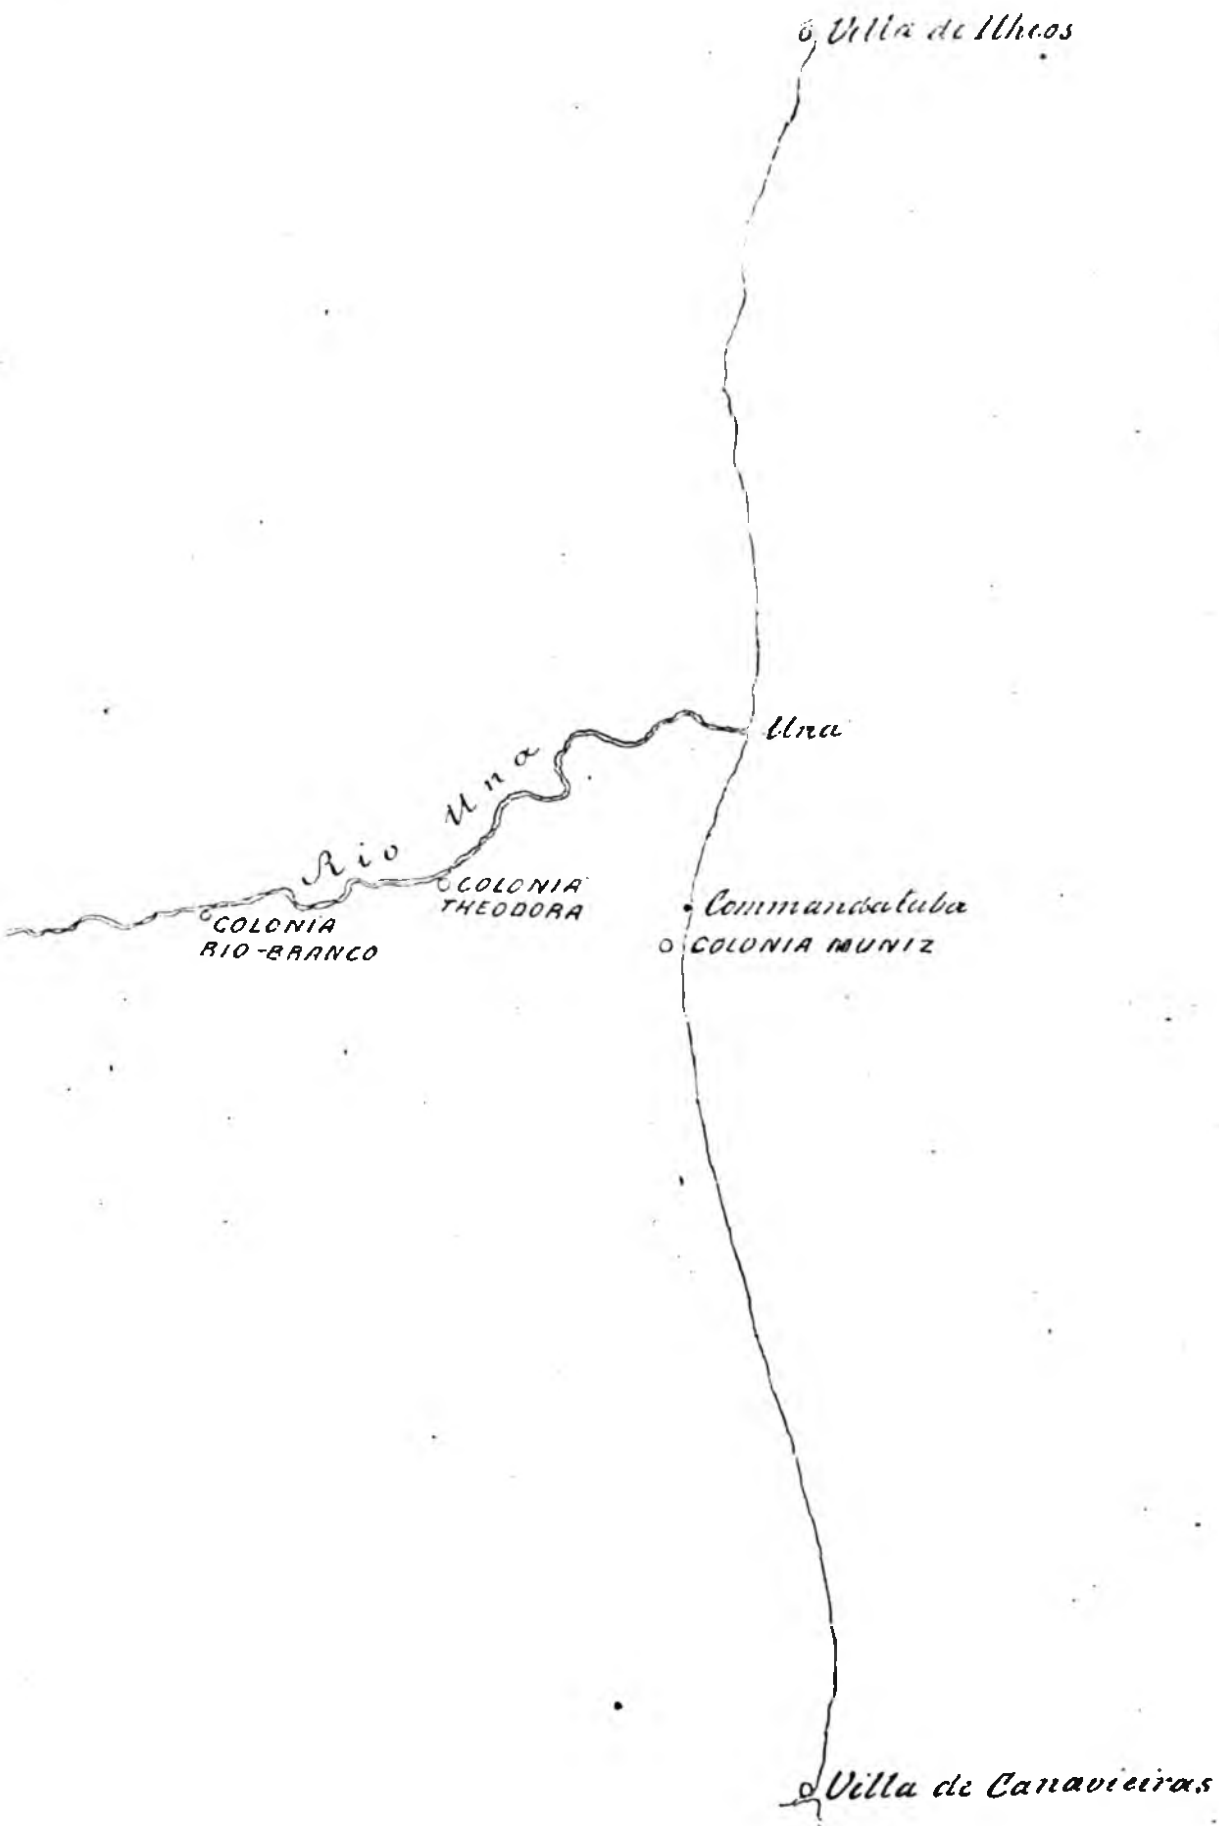 Villa de Ilheos
Una
Rio Una
COLONIA
THEODORA
Commandatuba
COLONIA
RIO-BRANCO
COLONIA MUNIZ
Villa de Canavieiras